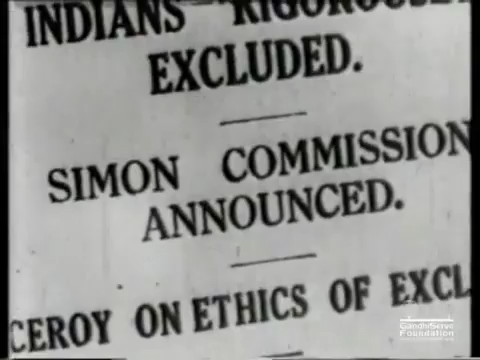 INDIANS "RIGOROUSLY
EXCLUDED.
SIMON COMMISSION
ANNOUNCED.
CEROY ON ETHICS OF EXCL
GandhiServe
Foundation